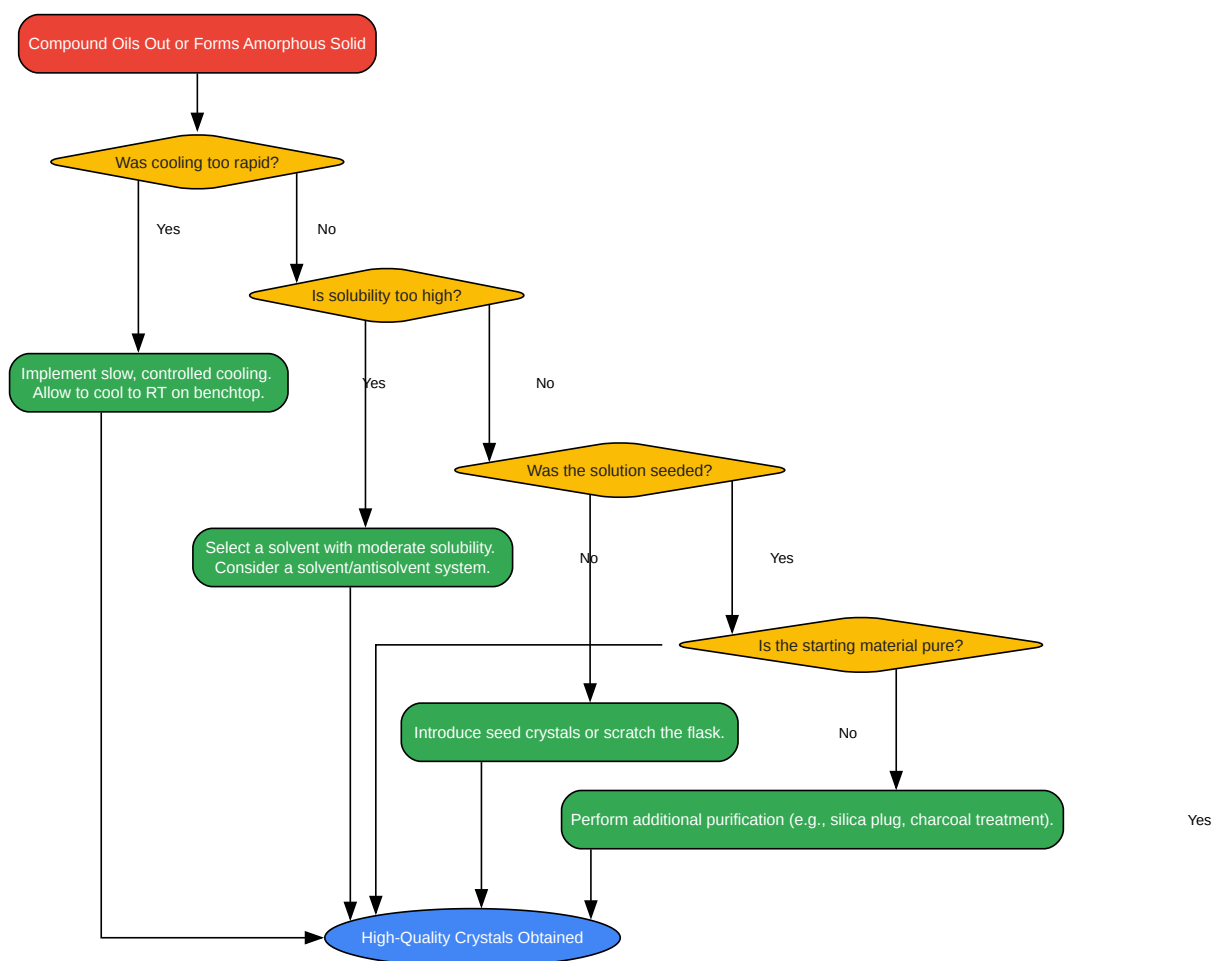 Compound Oils Out or Forms Amorphous Solid
Was cooling too rapid?
Yes
No
Is solubility too high?
Implement slow, controlled cooling.
Allow to cool to RT on benchtop.
Yes
No
Was the solution seeded?
Select a solvent with moderate solubility.
Consider a solvent/antisolvent system.
No
Yes
Is the starting material pure?
Introduce seed crystals or scratch the flask.
No
Perform additional purification (e.g., silica plug, charcoal treatment).
Yes
High-Quality Crystals Obtained